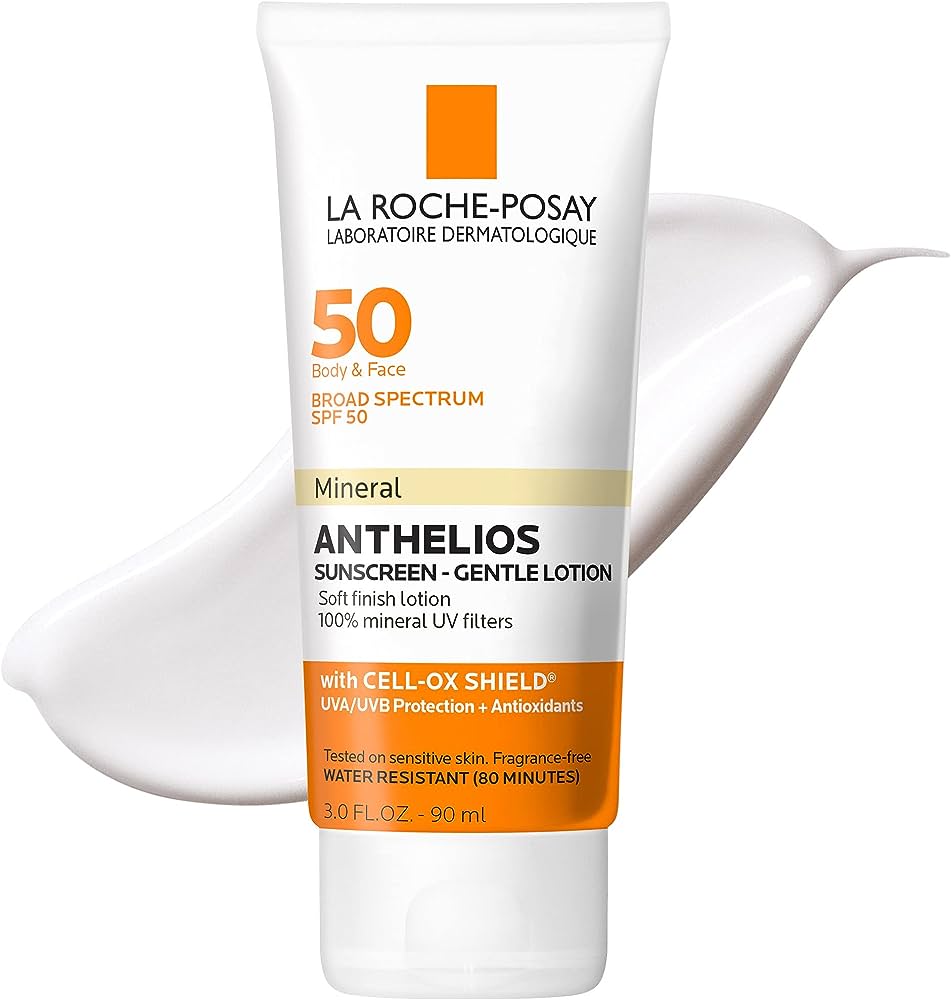 LA ROCHE-POSAY
LABORATOIRE DERMATOLOGIQUE
50
Body & Face
BROAD SPECTRUM
SPF 50
Mineral
ANTHELIOS
SUNSCREEN - GENTLE LOTION
Soft finish lotion
100% mineral UV filters
with CELL-OX SHIELD®
UVA/UVB Protection + Antioxidants
Tested on sensitive skin. Fragrance-free
WATER RESISTANT (80 MINUTES)
3.0 FL.OZ. - 90 ml